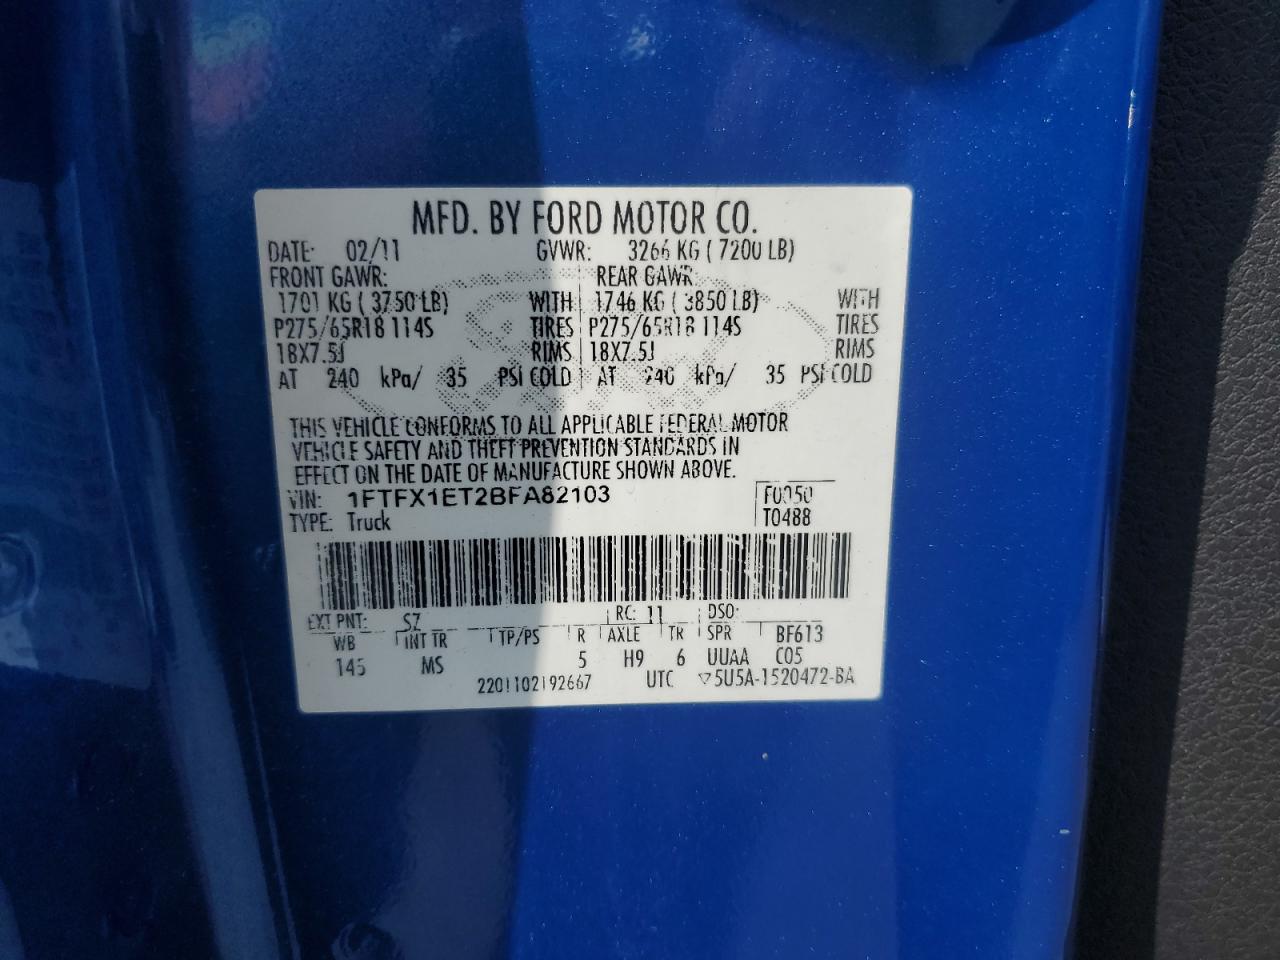 MFD. BY FORD MOTOR CO.
DATE: 02/11 GVWR: 3266 KG ( 7200 LB)
FRONT GAWR: REAR GAWR:
1701 KG ( 3750 LB) WITH 1746 KG ( 3850 LB) WITH
P275/65R18 114S TIRES P275/65R18 114S TIRES
18X7.5J RIMS 18X7.5J RIMS
AT 240 kPa/ 35 PSI COLD AT 240 kPa/ 35 PSI COLD
THIS VEHICLE CONFORMS TO ALL APPLICABLE FEDERAL MOTOR
VEHICLE SAFETY AND THEFT PREVENTION STANDARDS IN
EFFECT ON THE DATE OF MANUFACTURE SHOWN ABOVE.
VIN: 1FTFX1ET2BFA82103
TYPE: Truck T0488
EXT PNT: SZ RC: 11 DSO:
WB INT TR TP/PS R AXLE TR SPR BF613
145 MS 5 H9 6 UUAA C05
2201102192667 UTC ▽5U5A-1520472-BA